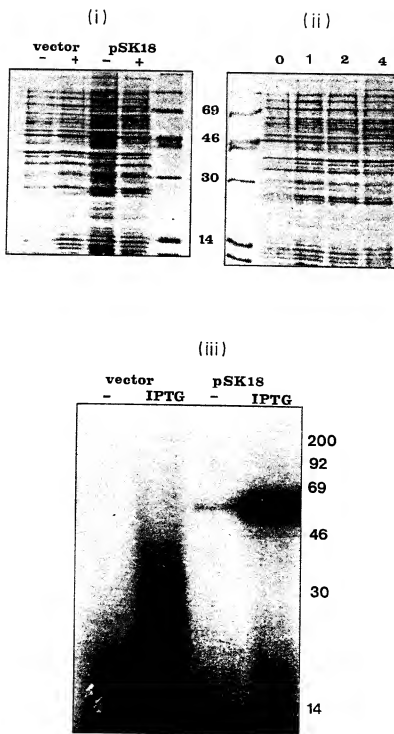 (i)
vector pSK18
- + - +
69
46
30
14
(ii)
0 1 2 4
(iii)
vector pSK18
- IPTG - IPTG
200
92
69
46
30
14